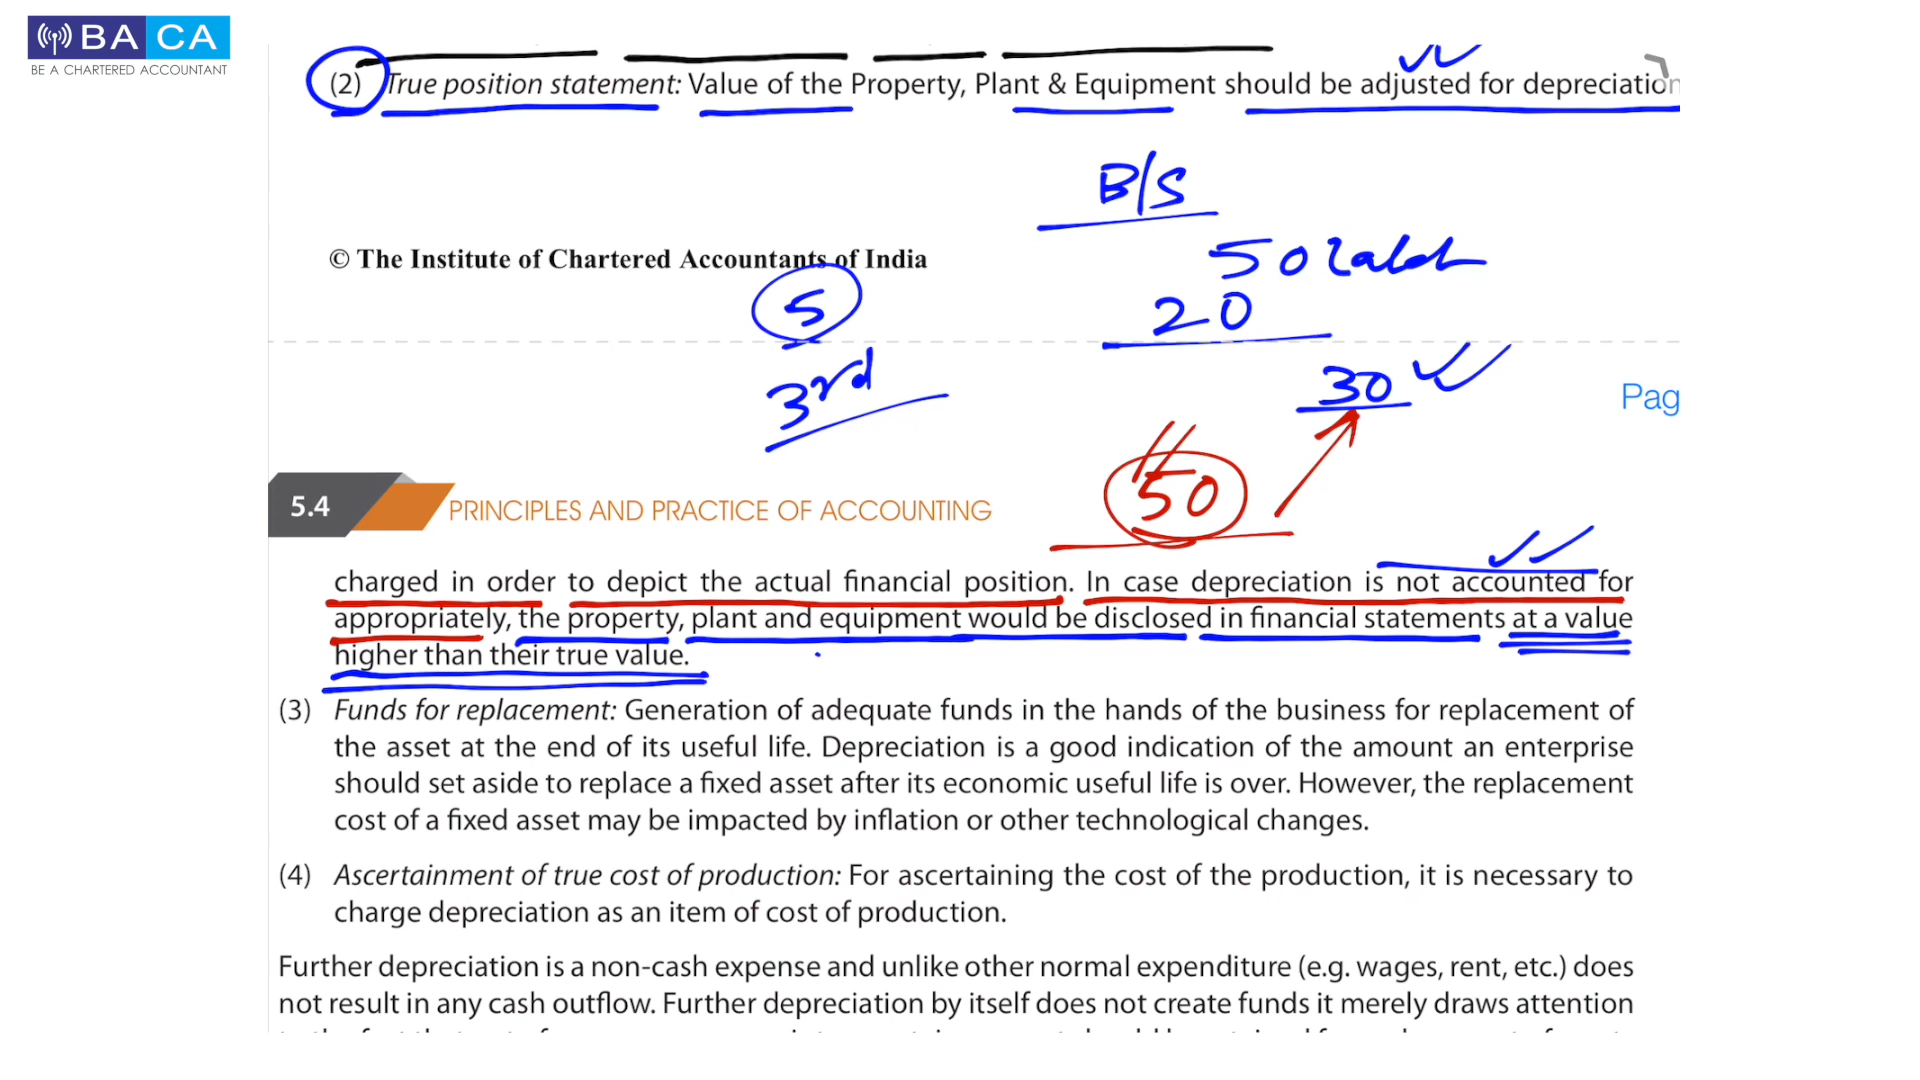 BA CA
BE A CHARTERED ACCOUNTANT
(2) True position statement: Value of the Property, Plant & Equipment should be adjusted for depreciation
B/S
© The Institute of Chartered Accountants of India
50 lakh
5
20
3rd
30
Pag
50
5.4 PRINCIPLES AND PRACTICE OF ACCOUNTING
charged in order to depict the actual financial position. In case depreciation is not accounted for
appropriately, the property, plant and equipment would be disclosed in financial statements at a value
higher than their true value.
(3) Funds for replacement: Generation of adequate funds in the hands of the business for replacement of
the asset at the end of its useful life. Depreciation is a good indication of the amount an enterprise
should set aside to replace a fixed asset after its economic useful life is over. However, the replacement
cost of a fixed asset may be impacted by inflation or other technological changes.
(4) Ascertainment of true cost of production: For ascertaining the cost of the production, it is necessary to
charge depreciation as an item of cost of production.
Further depreciation is a non-cash expense and unlike other normal expenditure (e.g. wages, rent, etc.) does
not result in any cash outflow. Further depreciation by itself does not create funds it merely draws attention